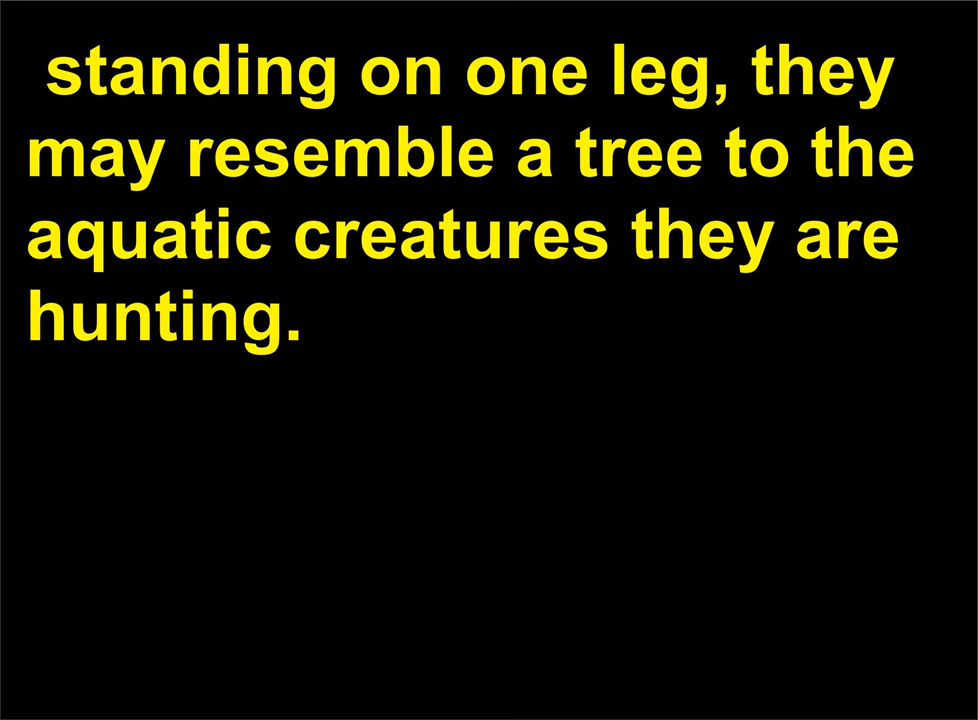 standing on one leg, they
may resemble a tree to the
aquatic creatures they are
hunting.